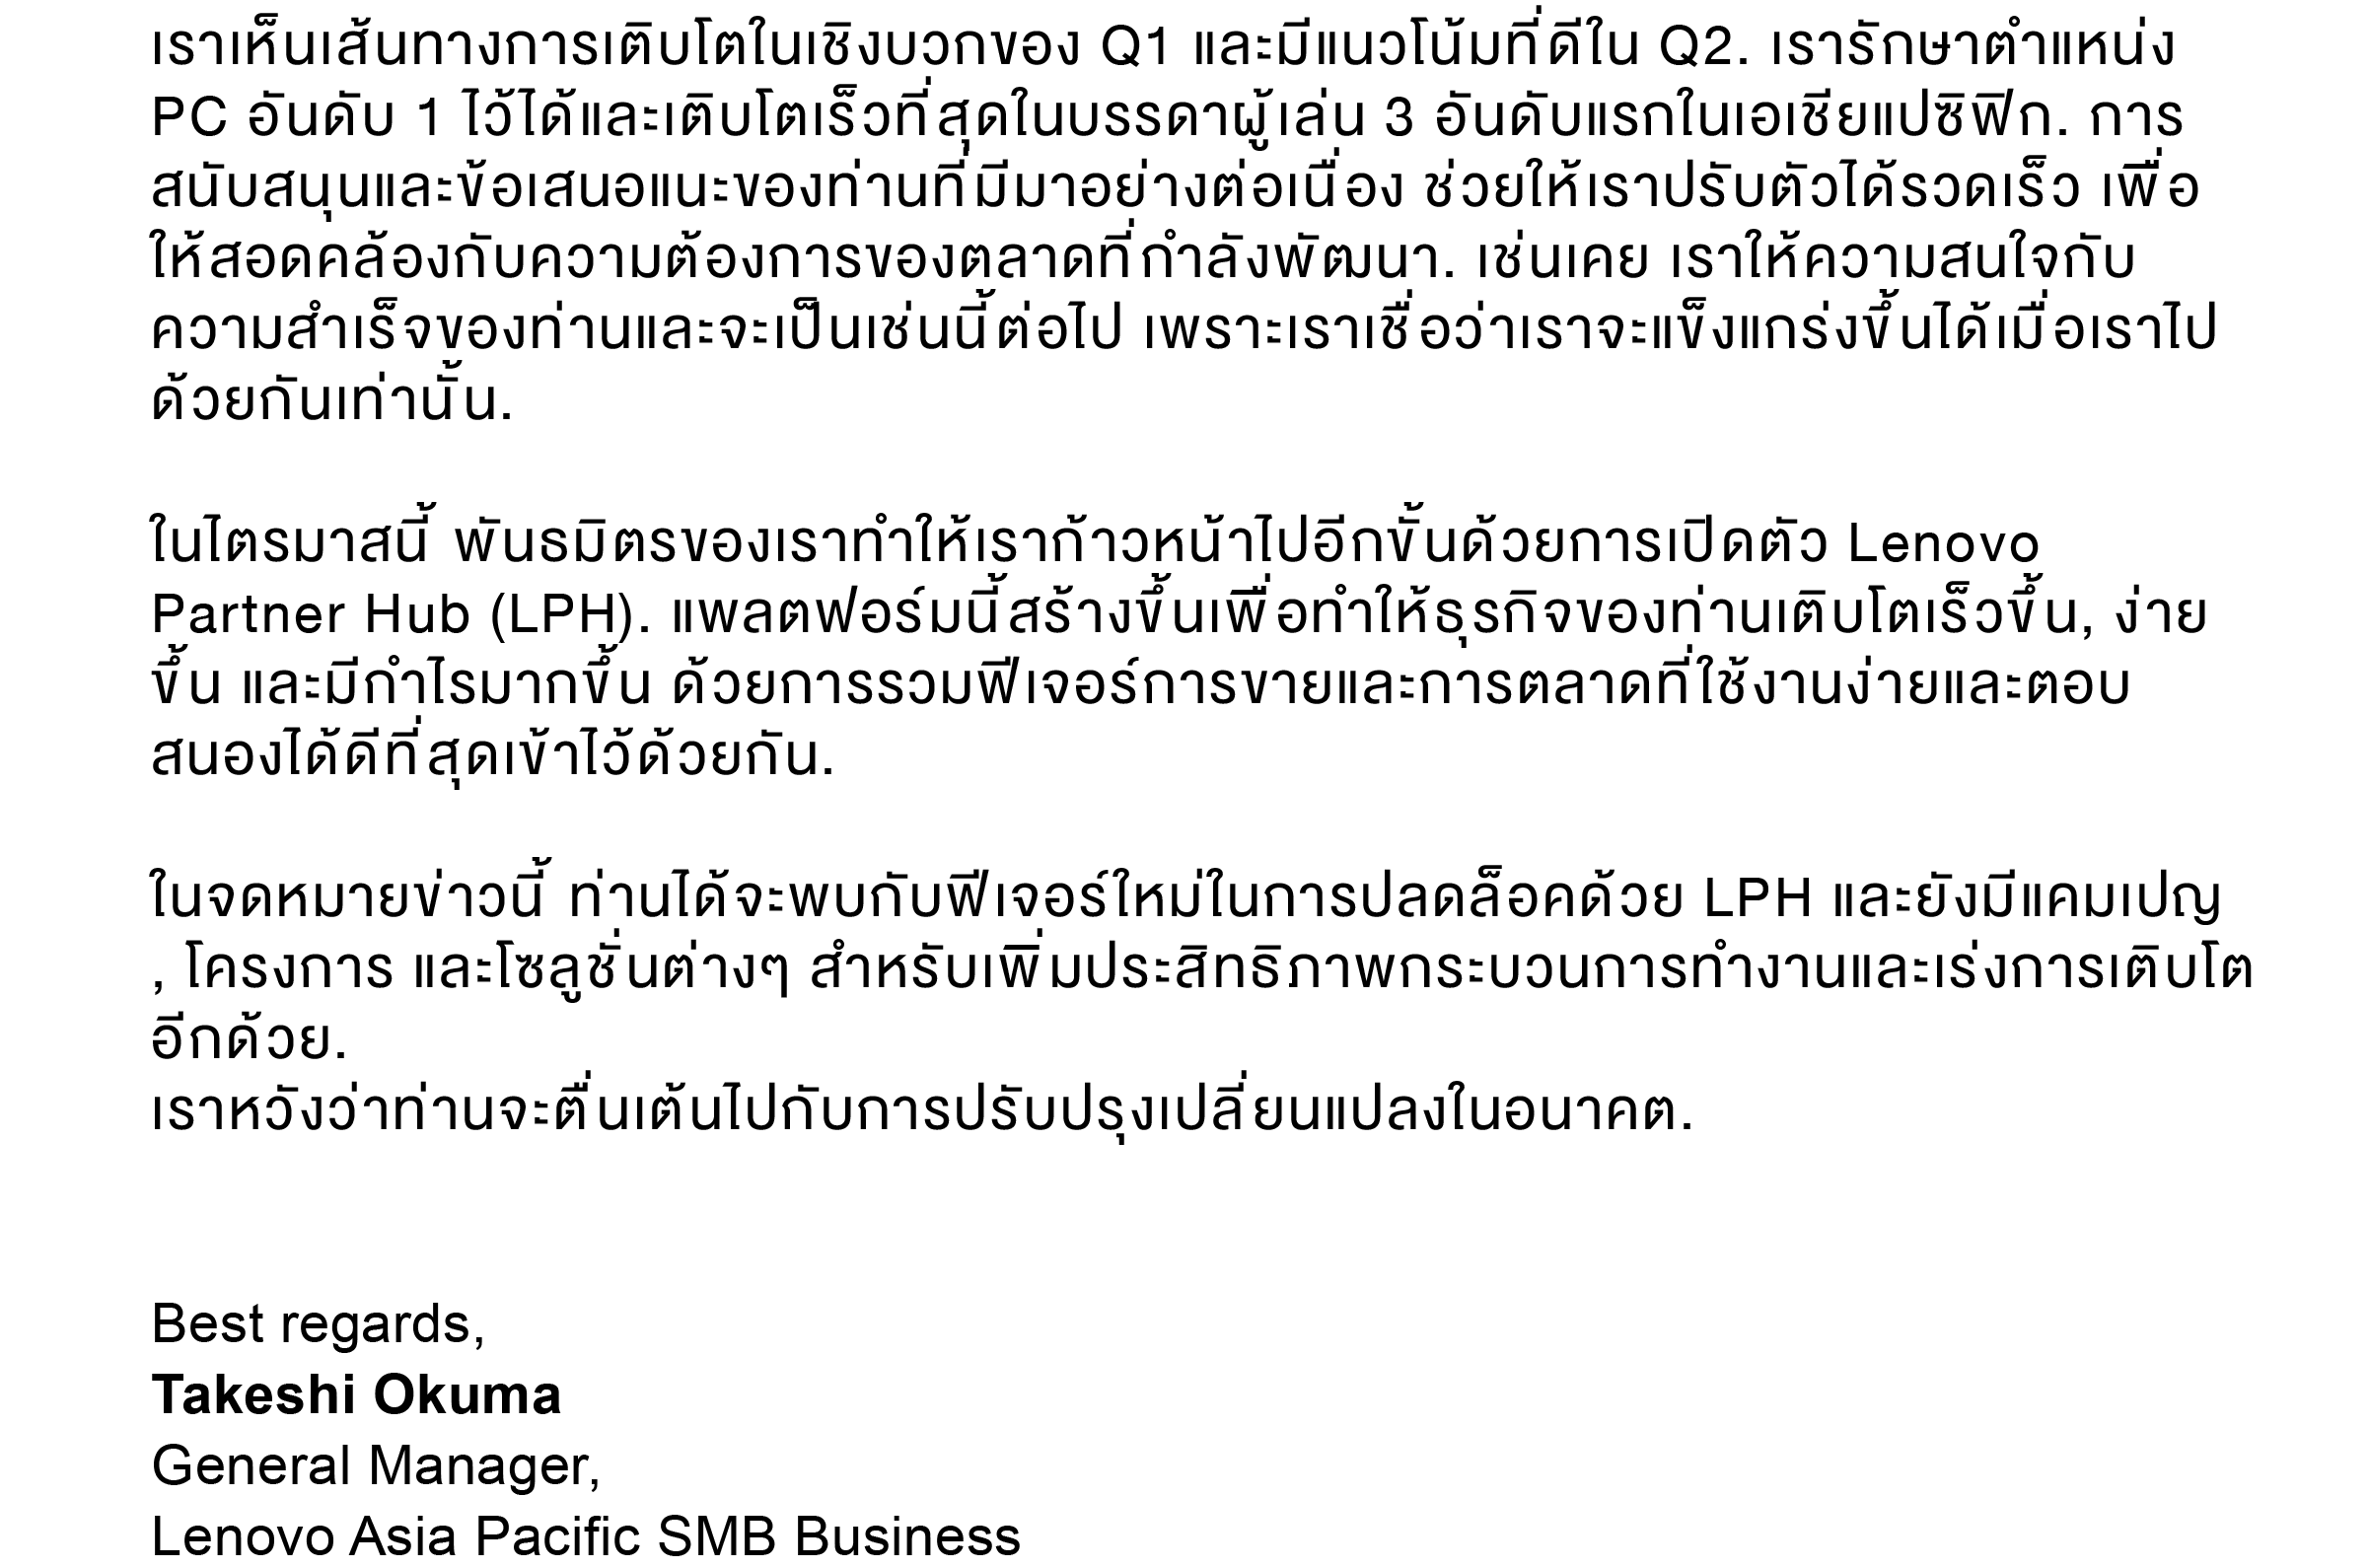 เราเห็นเส้นทางการเติบโตในเชิงบวกของ Q1 และมีแนวโน้มที่ดีใน Q2. เรารักษาตำแหน่ง
PC อันดับ 1 ไว้ได้และเติบโตเร็วที่สุดในบรรดาผู้เล่น 3 อันดับแรกในเอเชียแปซิฟิก. การ
สนับสนุนและข้อเสนอแนะของท่านที่มีมาอย่างต่อเนื่อง ช่วยให้เราปรับตัวได้รวดเร็ว เพื่อ
ให้สอดคล้องกับความต้องการของตลาดที่กำลังพัฒนา. เช่นเคย เราให้ความสนใจกับ
ความสำเร็จของท่านและจะเป็นเช่นนี้ต่อไป เพราะเราเชื่อว่าเราจะแข็งแกร่งขึ้นได้เมื่อเราไป
ด้วยกันเท่านั้น.
ในไตรมาสนี้ พันธมิตรของเราทำให้เราก้าวหน้าไปอีกขั้นด้วยการเปิดตัว Lenovo
Partner Hub (LPH). แพลตฟอร์มนี้สร้างขึ้นเพื่อทำให้ธุรกิจของท่านเติบโตเร็วขึ้น, ง่าย
ขึ้น และมีกำไรมากขึ้น ด้วยการรวมฟีเจอร์การขายและการตลาดที่ใช้งานง่ายและตอบ
สนองได้ดีที่สุดเข้าไว้ด้วยกัน.
ในจดหมายข่าวนี้ ท่านได้จะพบกับฟีเจอร์ใหม่ในการปลดล็อคด้วย LPH และยังมีแคมเปญ
, โครงการ และโซลูชั่นต่างๆ สำหรับเพิ่มประสิทธิภาพกระบวนการทำงานและเร่งการเติบโต
อีกด้วย.
เราหวังว่าท่านจะตื่นเต้นไปกับการปรับปรุงเปลี่ยนแปลงในอนาคต.
Best regards,
Takeshi Okuma
General Manager,
Lenovo Asia Pacific SMB Business